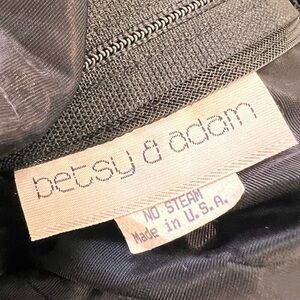 betsy & adam
NO STEAM
Made in U.S.A.